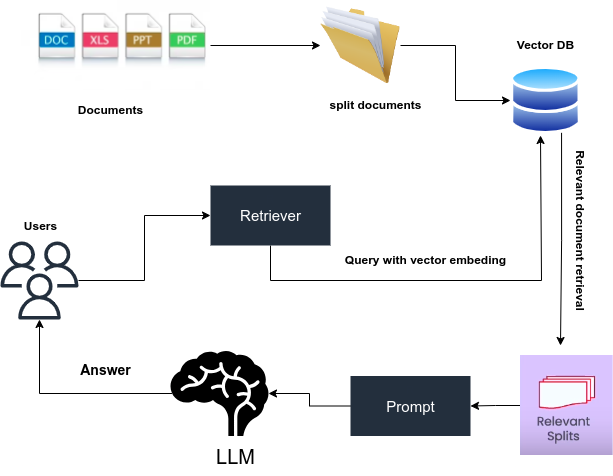 DOC
XLS
PPT
PDF
Documents
split documents
Vector DB
Relevant document retrieval
Users
Retriever
Query with vector embeding
Answer
LLM
Prompt
Relevant
Splits